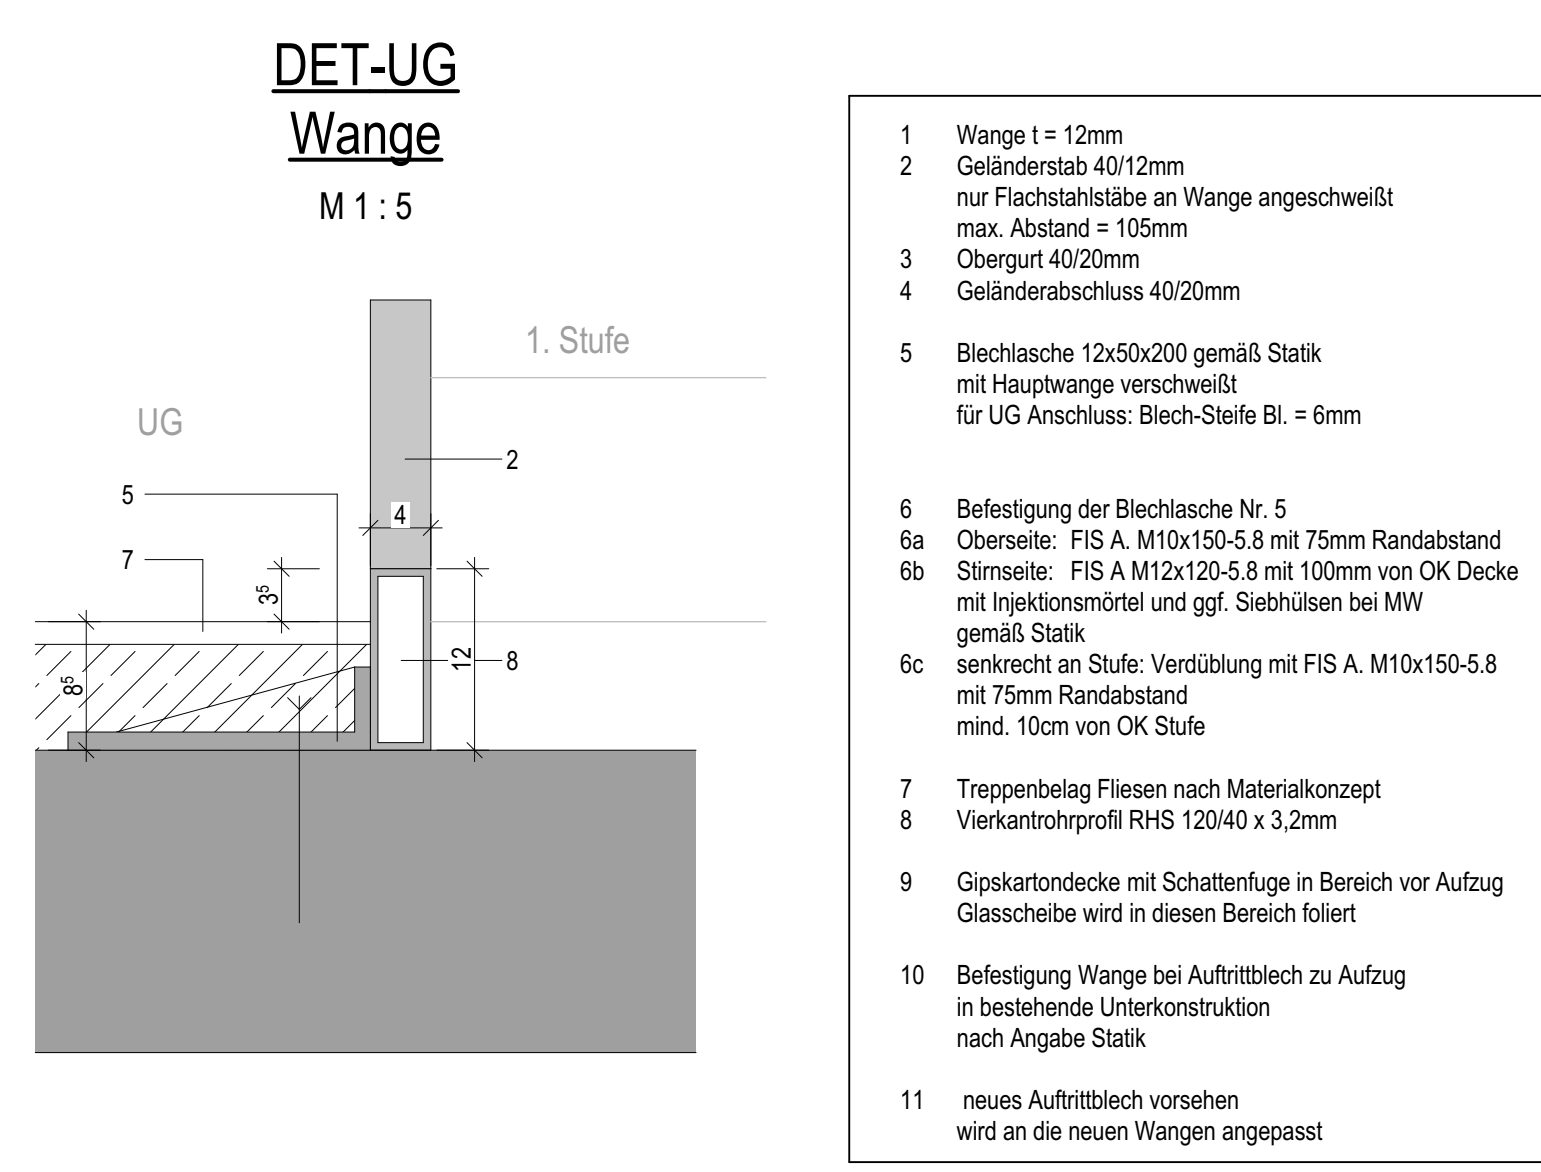 DET-UG
Wange
M 1 : 5
1. Stufe
UG
2
5
4
7
3⁵
12
8
8⁵
1 Wange t = 12mm
2 Geländerstab 40/12mm
nur Flachstahlstäbe an Wange angeschweißt
max. Abstand = 105mm
3 Obergurt 40/20mm
4 Geländerabschluss 40/20mm
5 Blechlasche 12x50x200 gemäß Statik
mit Hauptwange verschweißt
für UG Anschluss: Blech-Steife Bl. = 6mm
6 Befestigung der Blechlasche Nr. 5
6a Oberseite: FIS A. M10x150-5.8 mit 75mm Randabstand
6b Stirnseite: FIS A M12x120-5.8 mit 100mm von OK Decke
mit Injektionsmörtel und ggf. Siebhülsen bei MW
gemäß Statik
6c senkrecht an Stufe: Verdüblung mit FIS A. M10x150-5.8
mit 75mm Randabstand
mind. 10cm von OK Stufe
7 Treppenbelag Fliesen nach Materialkonzept
8 Vierkantrohrprofil RHS 120/40 x 3,2mm
9 Gipskartondecke mit Schattenfuge in Bereich vor Aufzug
Glasscheibe wird in diesen Bereich foliert
10 Befestigung Wange bei Auftrittblech zu Aufzug
in bestehende Unterkonstruktion
nach Angabe Statik
11 neues Auftrittblech vorsehen
wird an die neuen Wangen angepasst